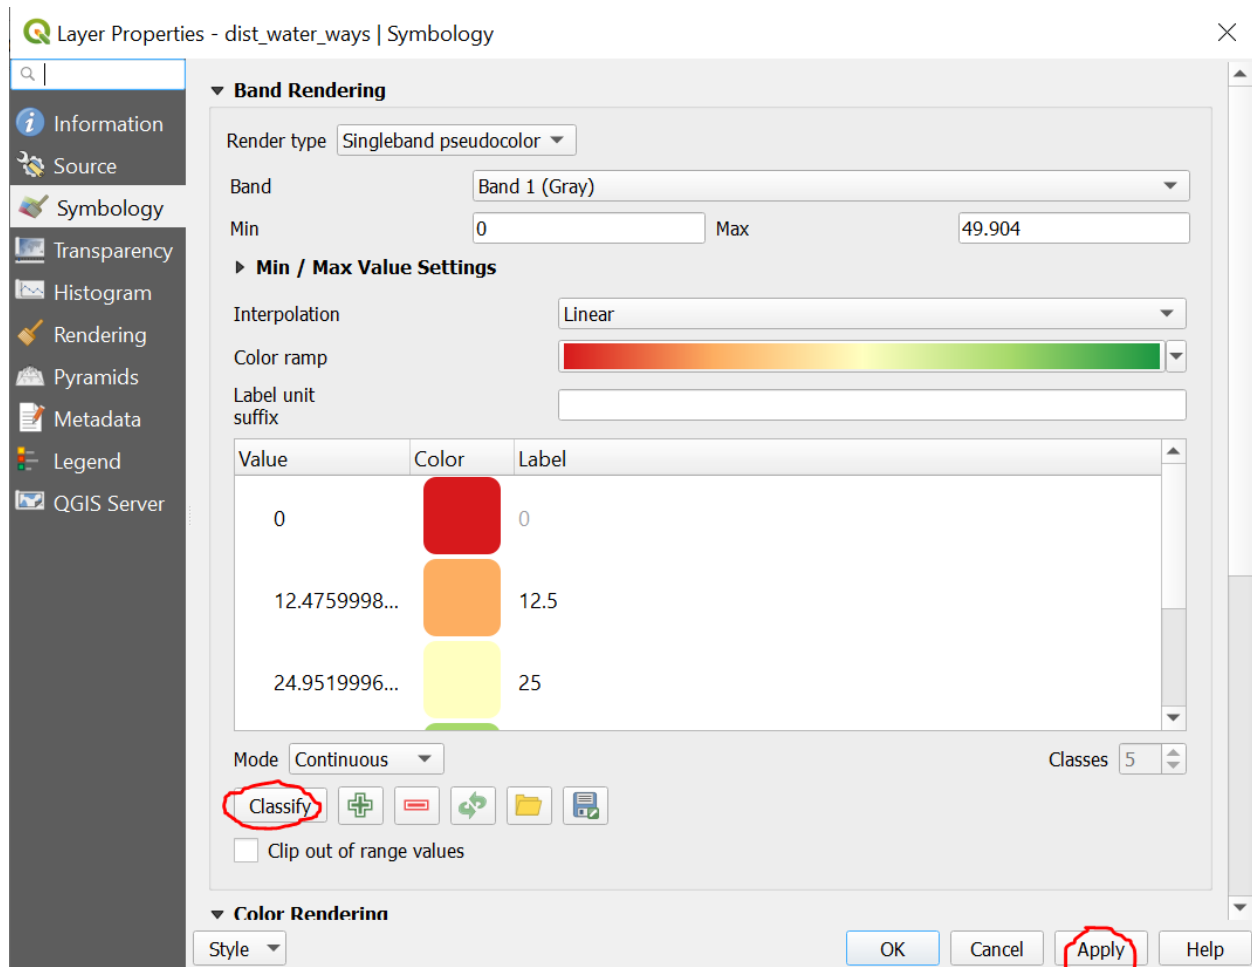 Layer Properties - dist_water_ways | Symbology
Information
Source
Symbology
Transparency
Histogram
Rendering
Pyramids
Metadata
Legend
QGIS Server
Band Rendering
Render type Singleband pseudocolor
Band Band 1 (Gray)
Min 0 Max 49.904
Min / Max Value Settings
Interpolation Linear
Color ramp
Label unit
suffix
Value Color Label
0 0
12.4759998... 12.5
24.9519996... 25
Mode Continuous Classes 5
Classify
Clip out of range values
Color Rendering
Style OK Cancel Apply Help